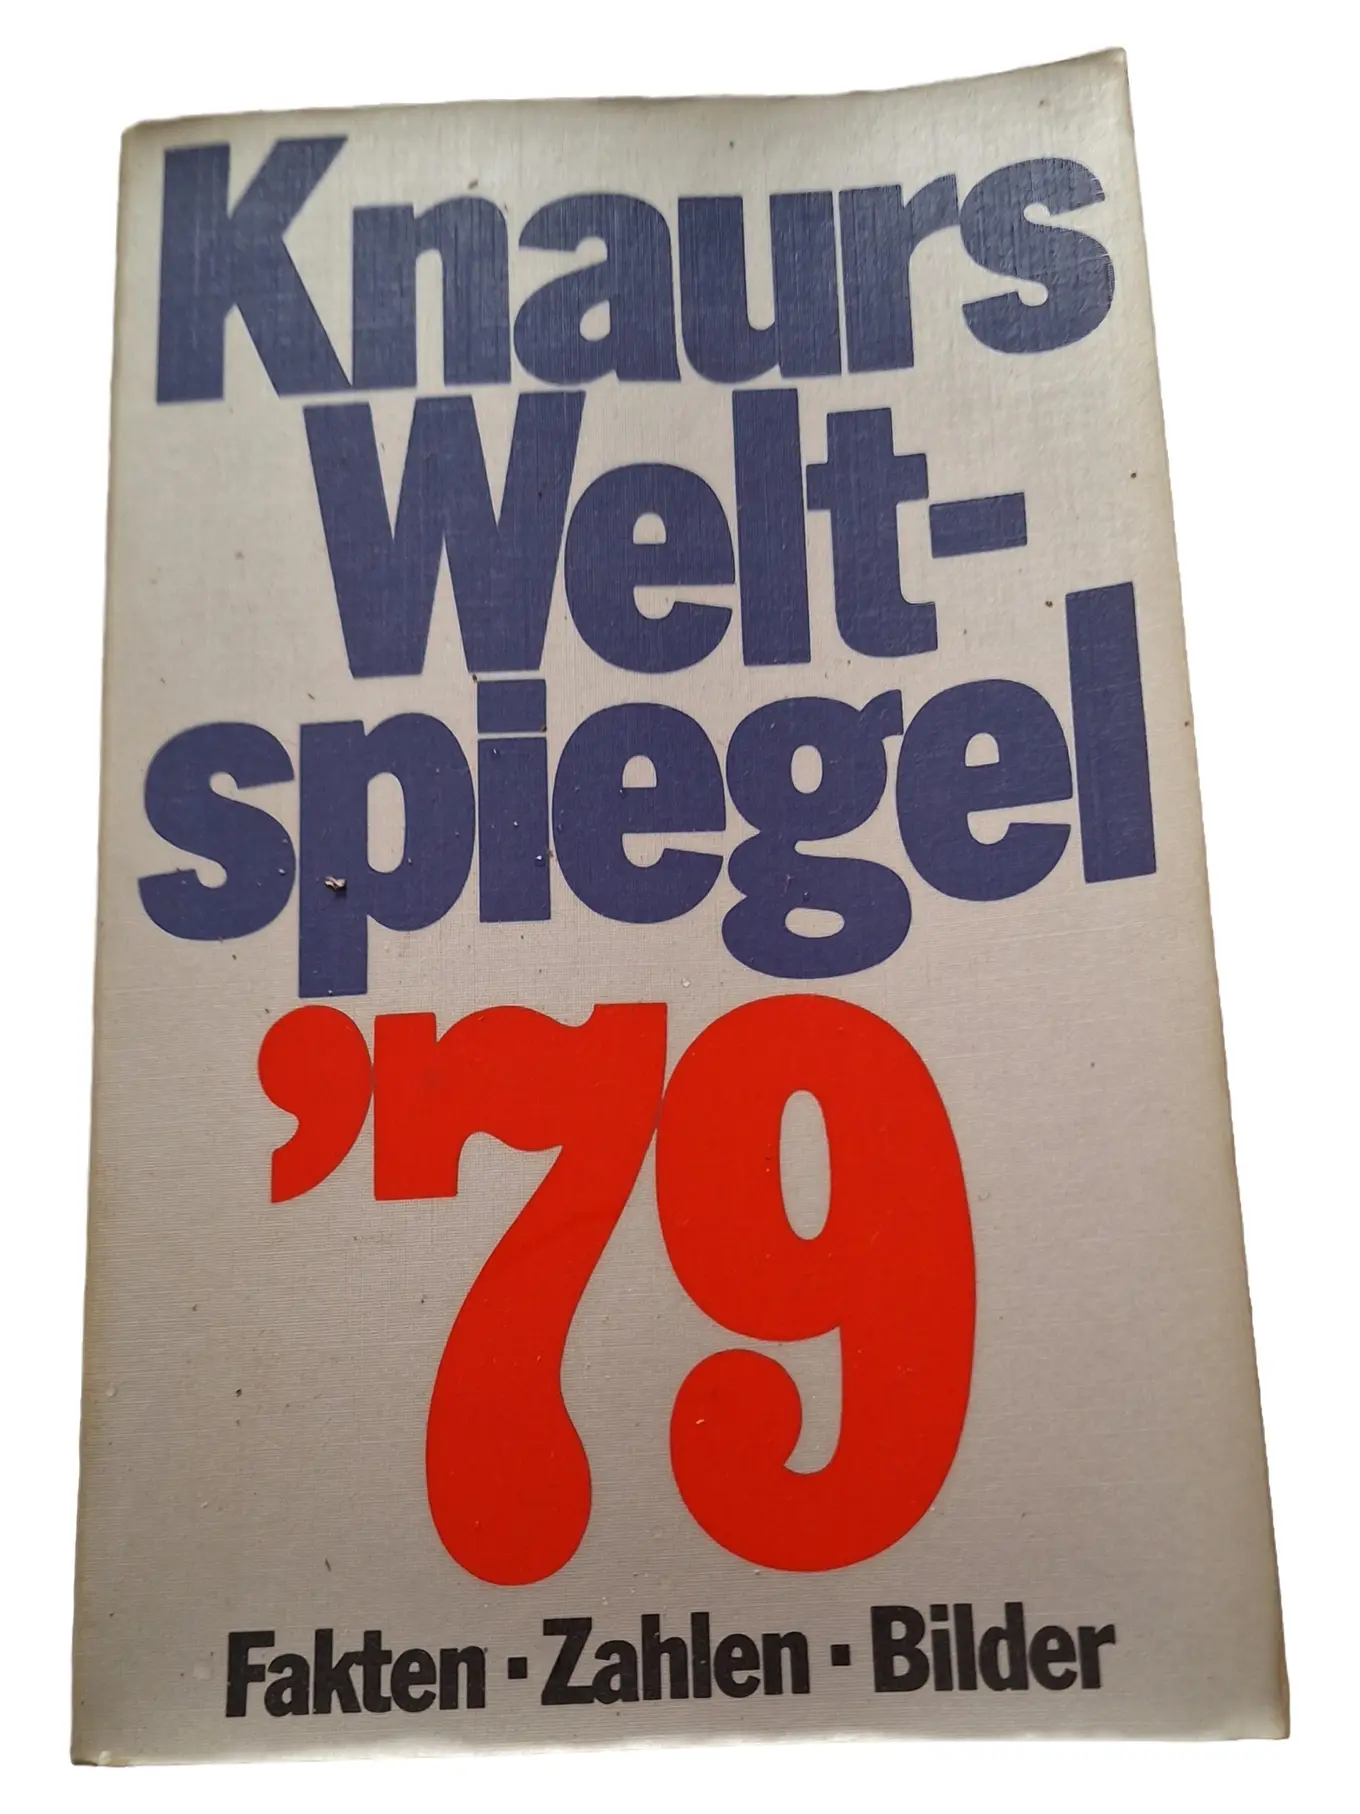 Knaurs
Welt-
spiegel
’79
Fakten · Zahlen · Bilder